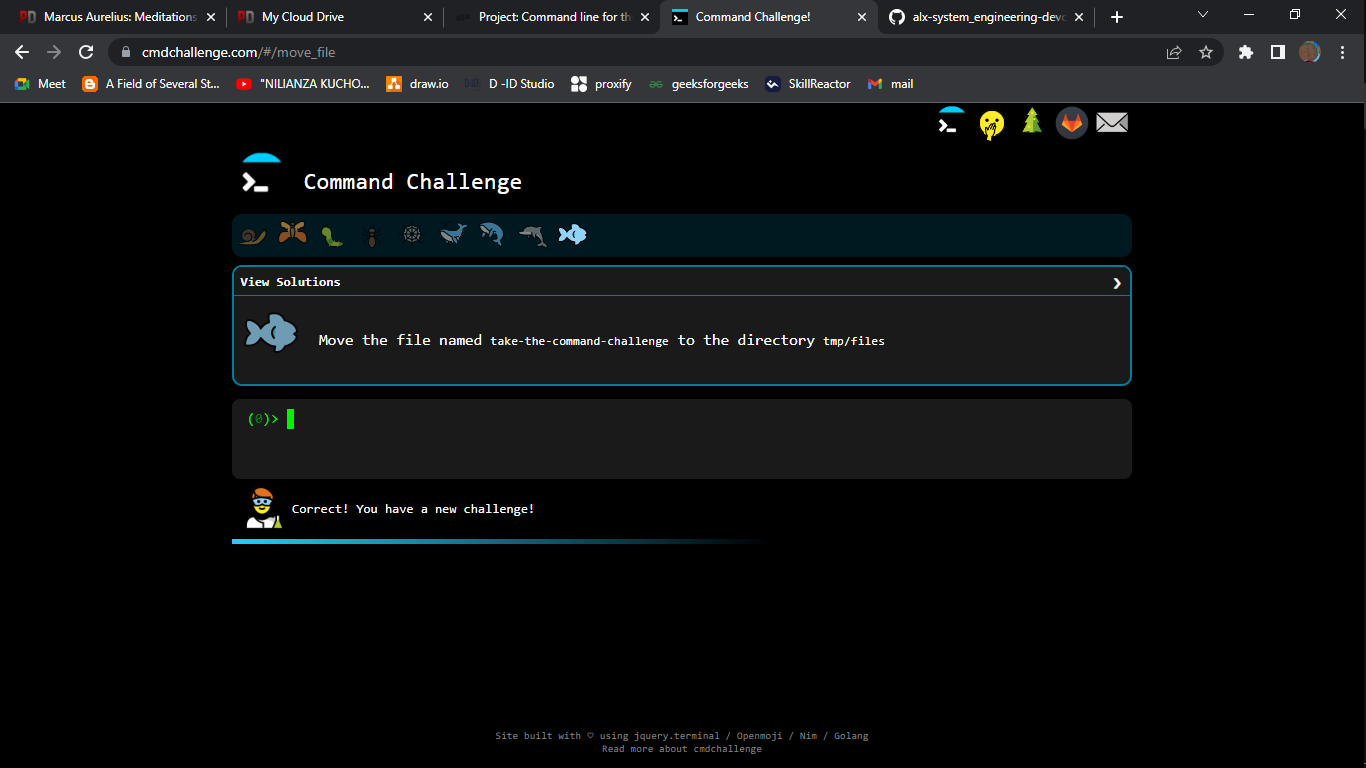 Marcus Aurelius: Meditations
My Cloud Drive
Project: Command line for th
Command Challenge!
alx-system_engineering-devo
cmdchallenge.com/#/move_file
Meet
A Field of Several St...
"NILIANZA KUCHO...
draw.io
D -ID Studio
proxify
geeksforgeeks
SkillReactor
mail
Command Challenge
View Solutions
Move the file named take-the-command-challenge to the directory tmp/files
(0)>
Correct! You have a new challenge!
Site built with ♡ using jquery.terminal / Openmoji / Nim / Golang
Read more about cmdchallenge